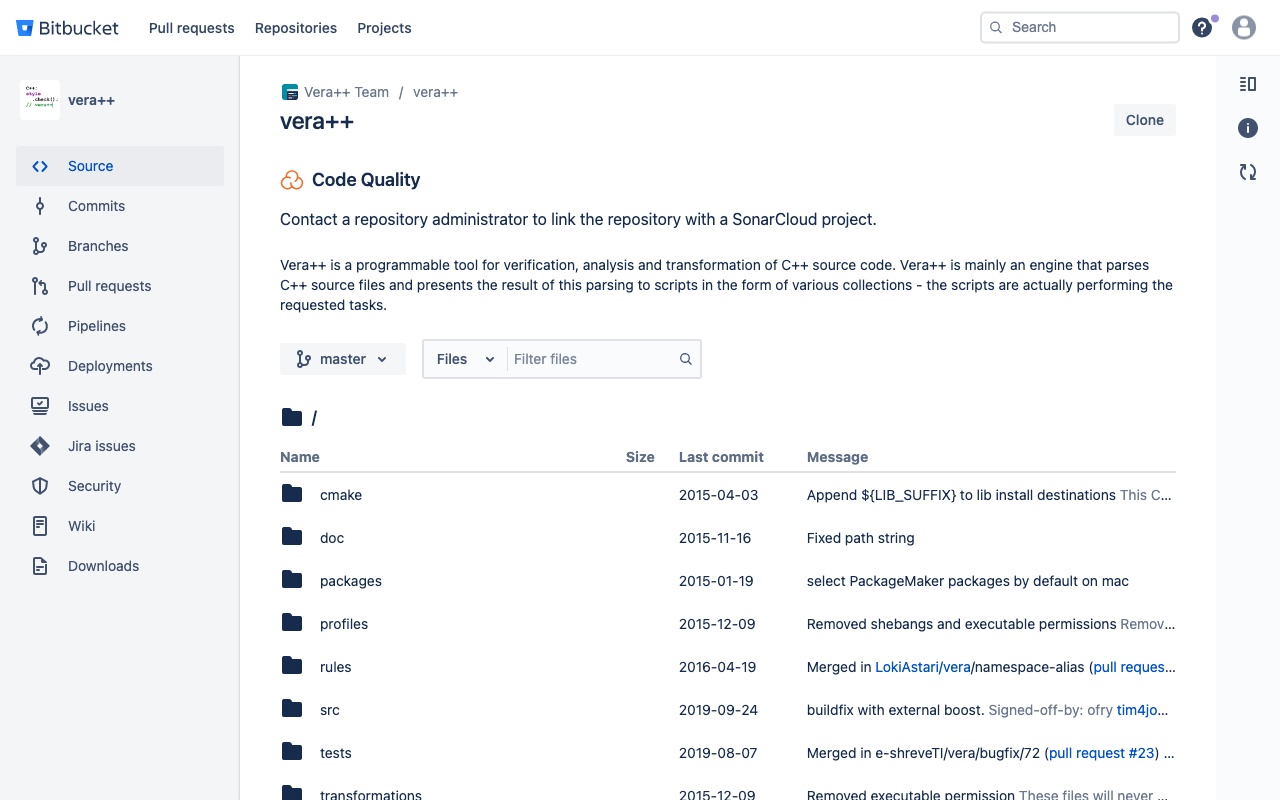 Bitbucket
Pull requests
Repositories
Projects
Search
C++:
style
.check();
// vera++
vera++
Source
Commits
Branches
Pull requests
Pipelines
Deployments
Issues
Jira issues
Security
Wiki
Downloads
Vera++ Team / vera++
vera++
Clone
Code Quality
Contact a repository administrator to link the repository with a SonarCloud project.
Vera++ is a programmable tool for verification, analysis and transformation of C++ source code. Vera++ is mainly an engine that parses
C++ source files and presents the result of this parsing to scripts in the form of various collections - the scripts are actually performing the
requested tasks.
master
Files
Filter files
/
Name Size Last commit Message
cmake 2015-04-03 Append ${LIB_SUFFIX} to lib install destinations This C...
doc 2015-11-16 Fixed path string
packages 2015-01-19 select PackageMaker packages by default on mac
profiles 2015-12-09 Removed shebangs and executable permissions Remov...
rules 2016-04-19 Merged in LokiAstari/vera/namespace-alias (pull reques...
src 2019-09-24 buildfix with external boost. Signed-off-by: ofry tim4jo...
tests 2019-08-07 Merged in e-shreveTI/vera/bugfix/72 (pull request #23) ...
transformations 2015-12-09 Removed executable permission These files will never ...